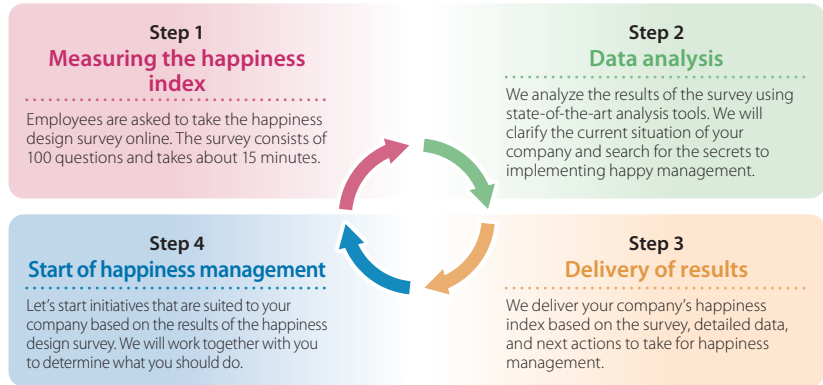 Step 1
Measuring the happiness
index
Employees are asked to take the happiness
design survey online. The survey consists of
100 questions and takes about 15 minutes.
Step 2
Data analysis
We analyze the results of the survey using
state-of-the-art analysis tools. We will
clarify the current situation of your
company and search for the secrets to
implementing happy management.
Step 4
Start of happiness management
Let's start initiatives that are suited to your
company based on the results of the happiness
design survey. We will work together with you
to determine what you should do.
Step 3
Delivery of results
We deliver your company's happiness
index based on the survey, detailed data,
and next actions to take for happiness
management.